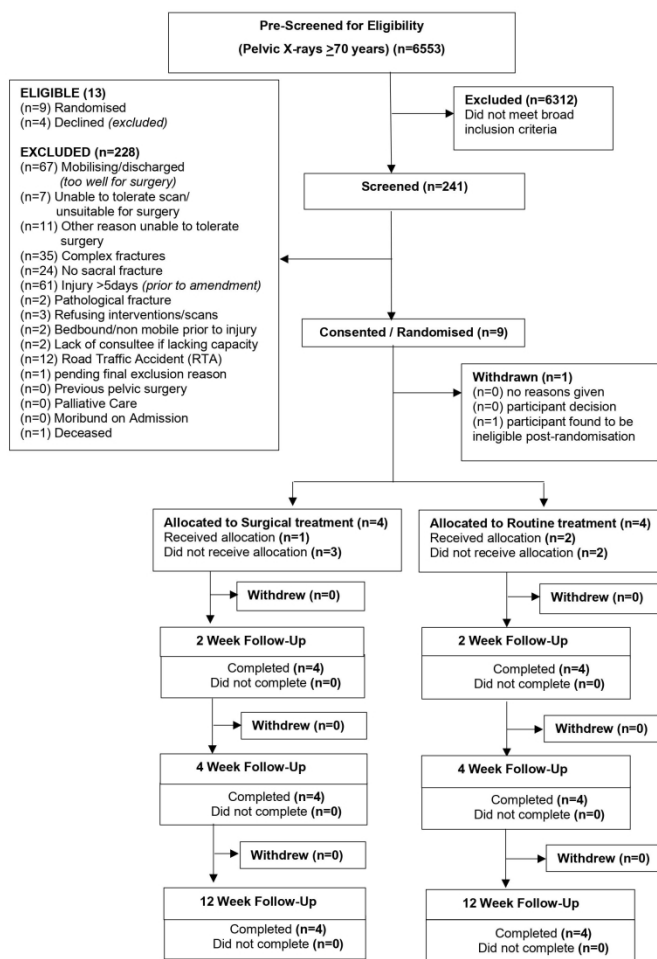 Pre-Screened for Eligibility
(Pelvic X-rays ≥70 years) (n=6553)
ELIGIBLE (13)
(n=9) Randomised
(n=4) Declined (excluded)
EXCLUDED (n=228)
(n=67) Mobilising/discharged
(too well for surgery)
(n=7) Unable to tolerate scan/
unsuitable for surgery
(n=11) Other reason unable to tolerate
surgery
(n=35) Complex fractures
(n=24) No sacral fracture
(n=61) Injury >5days (prior to amendment)
(n=2) Pathological fracture
(n=3) Refusing interventions/scans
(n=2) Bedbound/non mobile prior to injury
(n=2) Lack of consultee if lacking capacity
(n=12) Road Traffic Accident (RTA)
(n=1) pending final exclusion reason
(n=0) Previous pelvic surgery
(n=0) Palliative Care
(n=0) Moribund on Admission
(n=1) Deceased
Excluded (n=6312)
Did not meet broad
inclusion criteria
Screened (n=241)
Consented / Randomised (n=9)
Withdrawn (n=1)
(n=0) no reasons given
(n=0) participant decision
(n=1) participant found to be
ineligible post-randomisation
Allocated to Surgical treatment (n=4)
Received allocation (n=1)
Did not receive allocation (n=3)
Withdrew (n=0)
2 Week Follow-Up
Completed (n=4)
Did not complete (n=0)
Withdrew (n=0)
4 Week Follow-Up
Completed (n=4)
Did not complete (n=0)
Withdrew (n=0)
12 Week Follow-Up
Completed (n=4)
Did not complete (n=0)
Allocated to Routine treatment (n=4)
Received allocation (n=2)
Did not receive allocation (n=2)
Withdrew (n=0)
2 Week Follow-Up
Completed (n=4)
Did not complete (n=0)
Withdrew (n=0)
4 Week Follow-Up
Completed (n=4)
Did not complete (n=0)
Withdrew (n=0)
12 Week Follow-Up
Completed (n=4)
Did not complete (n=0)